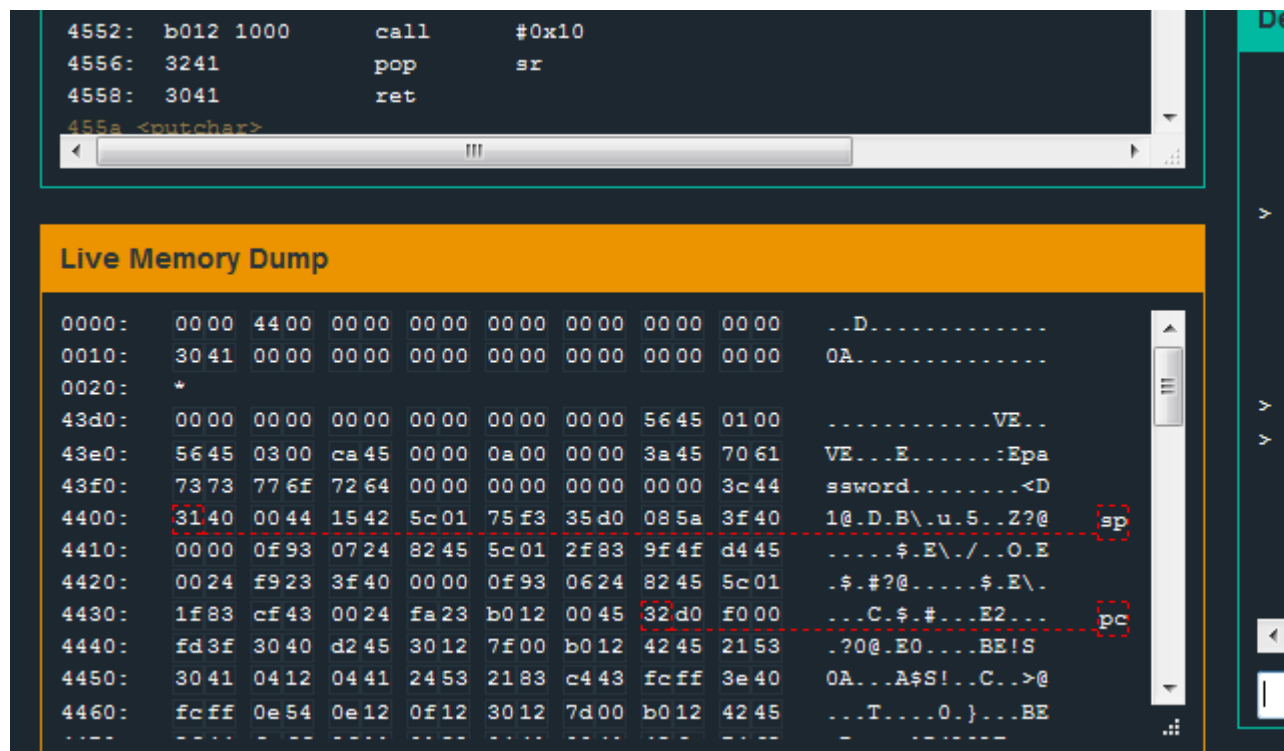 4552: b012 1000 call #0x10
4556: 3241 pop sr
4558: 3041 ret
455a <putchar>
De
>
>
>
Live Memory Dump
0000: 0000 4400 0000 0000 0000 0000 0000 0000 ..D.............
0010: 3041 0000 0000 0000 0000 0000 0000 0000 0A..............
0020: *
43d0: 0000 0000 0000 0000 0000 0000 5645 0100 ............VE..
43e0: 5645 0300 ca45 0000 0a00 0000 3a45 7061 VE...E......:Epa
43f0: 7373 776f 7264 0000 0000 0000 0000 3c44 ssword........<D
4400: 3140 0044 1542 5c01 75f3 35d0 085a 3f40 1@.D.B\.u.5..Z?@ sp
4410: 0000 0f93 0724 8245 5c01 2f83 9f4f d445 .....$.E\./..O.E
4420: 0024 f923 3f40 0000 0f93 0624 8245 5c01 .$.#?@.....$.E\.
4430: 1f83 cf43 0024 fa23 b012 0045 32d0 f000 ...C.$.#...E2... pc
4440: fd3f 3040 d245 3012 7f00 b012 4245 2153 .?0@.E0....BE!S
4450: 3041 0412 0441 2453 2183 c443 fcff 3e40 0A...A$S!..C..>@
4460: fcff 0e54 0e12 0f12 3012 7d00 b012 4245 ...T....0.}...BE